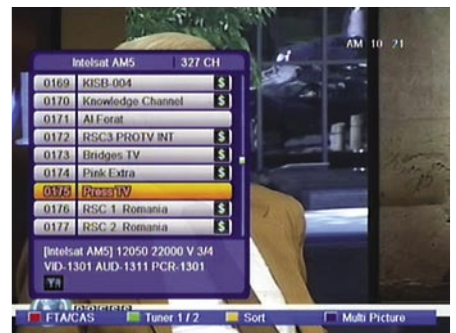 AM 10 21
Intelsat AM5 327 CH
0169 KISB-004 $
0170 Knowledge Channel $
0171 Al Forat
0172 RSC3 PROTV INT $
0173 Bridges TV $
0174 Pink Extra $
0175 Press TV
0176 RSC 1 Romania $
0177 RSC 2 Romania $
[Intelsat AM5] 12050 22000 V 3/4
VID-1301 AUD-1311 PCR-1301
FTA/CAS Tuner 1 / 2 Sort Multi Picture